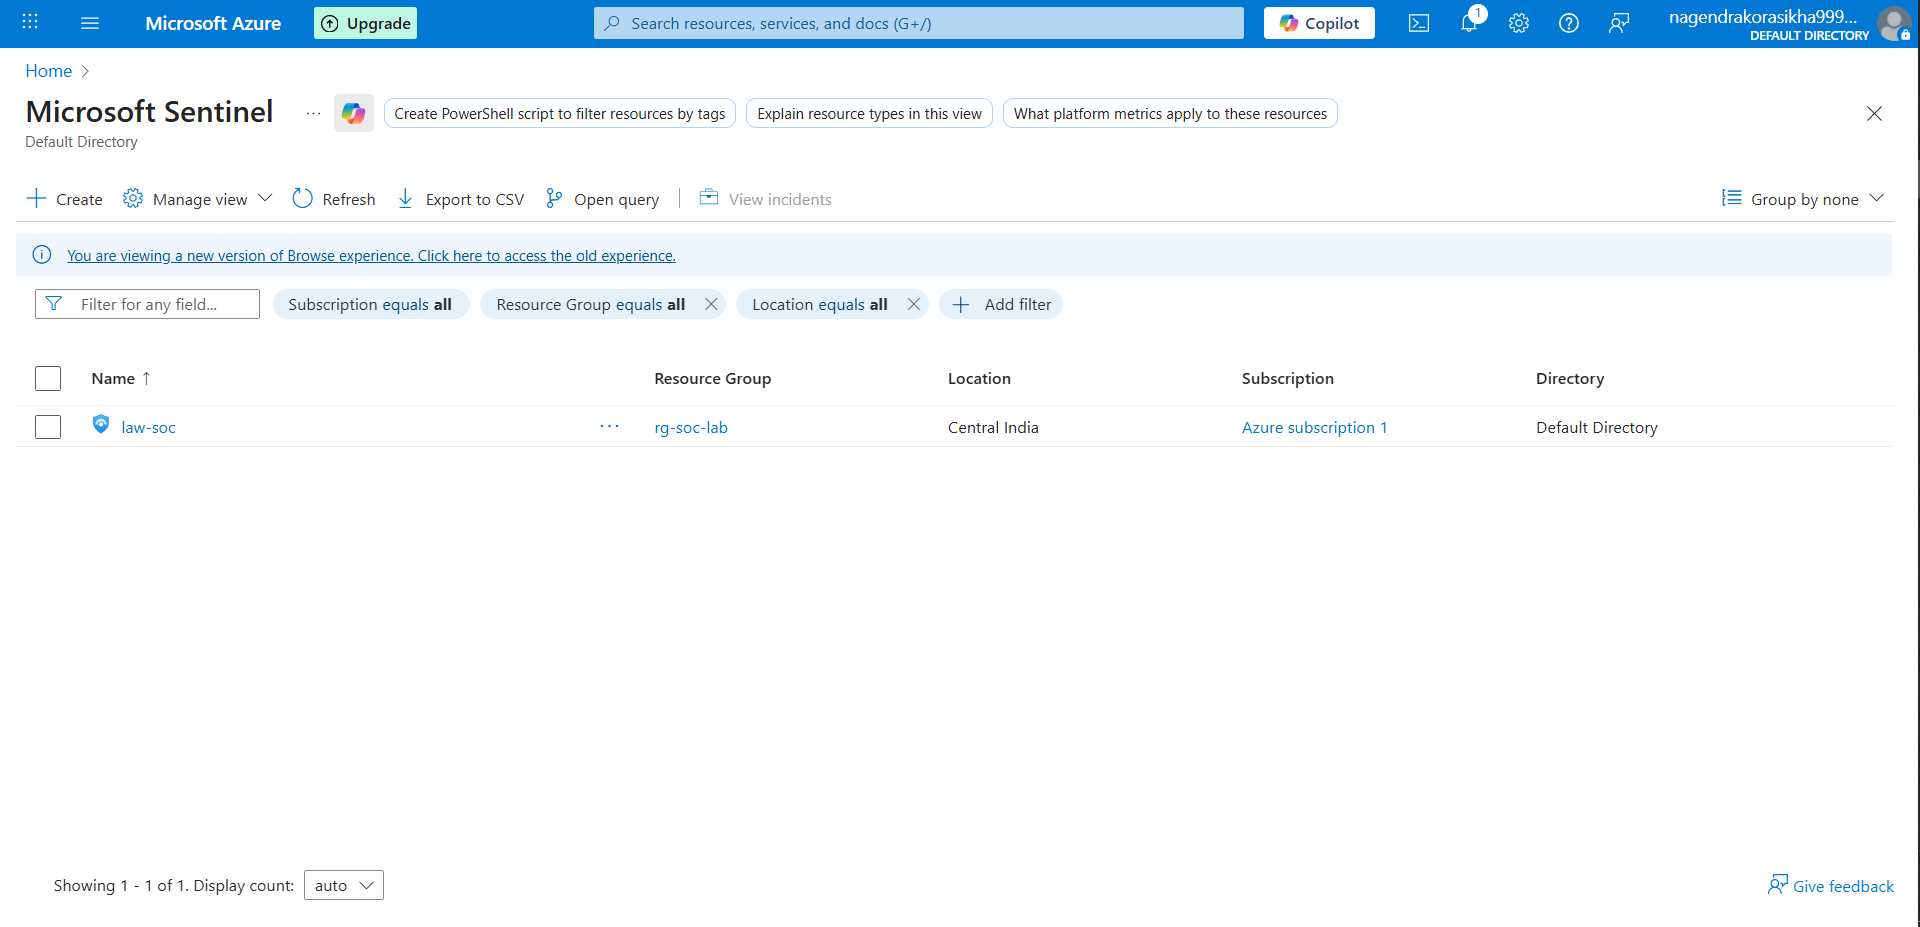 Microsoft Azure
Upgrade
Search resources, services, and docs (G+/)
Copilot
1
nagendrakorasikha999...
DEFAULT DIRECTORY
Home
Microsoft Sentinel
...
Create PowerShell script to filter resources by tags
Explain resource types in this view
What platform metrics apply to these resources
Default Directory
Create
Manage view
Refresh
Export to CSV
Open query
View incidents
Group by none
You are viewing a new version of Browse experience. Click here to access the old experience.
Filter for any field...
Subscription equals all
Resource Group equals all
Location equals all
Add filter
Name ↑
Resource Group
Location
Subscription
Directory
law-soc
...
rg-soc-lab
Central India
Azure subscription 1
Default Directory
Showing 1 - 1 of 1. Display count:
auto
Give feedback